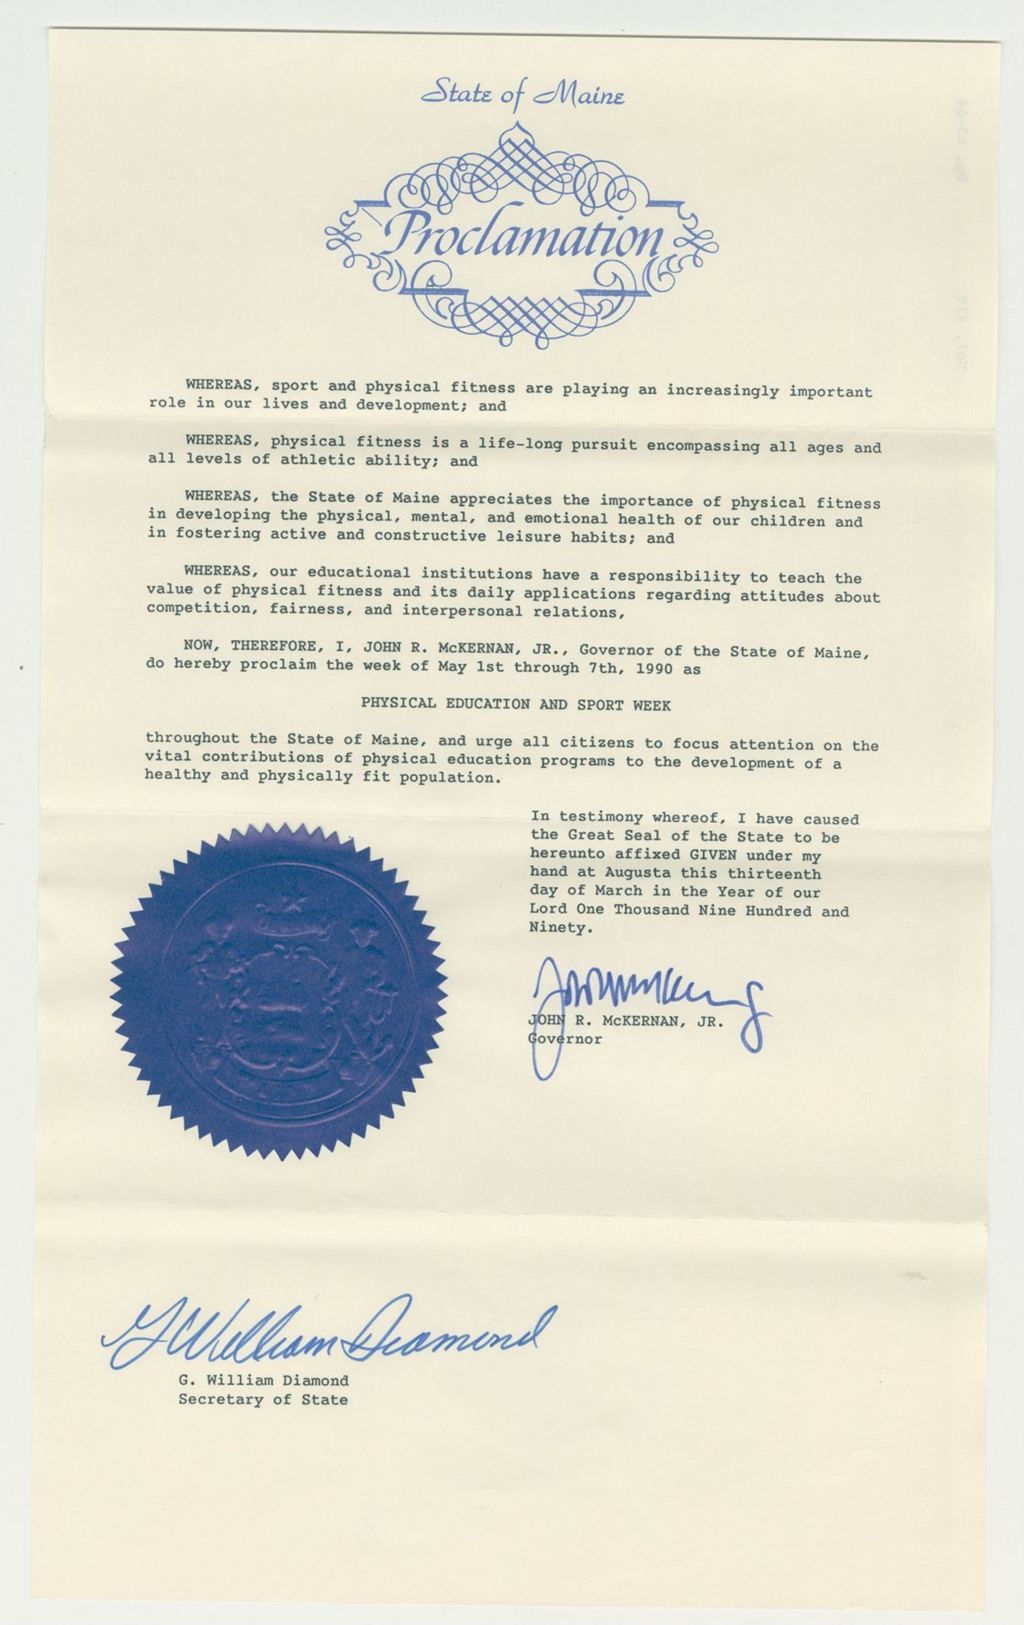 State of Maine
Proclamation
WHEREAS, sport and physical fitness are playing an increasingly important
role in our lives and development; and
WHEREAS, physical fitness is a life-long pursuit encompassing all ages and
all levels of athletic ability; and
WHEREAS, the State of Maine appreciates the importance of physical fitness
in developing the physical, mental, and emotional health of our children and
in fostering active and constructive leisure habits; and
WHEREAS, our educational institutions have a responsibility to teach the
value of physical fitness and its daily applications regarding attitudes about
competition, fairness, and interpersonal relations,
NOW, THEREFORE, I, JOHN R. McKERNAN, JR., Governor of the State of Maine,
do hereby proclaim the week of May 1st through 7th, 1990 as
PHYSICAL EDUCATION AND SPORT WEEK
throughout the State of Maine, and urge all citizens to focus attention on the
vital contributions of physical education programs to the development of a
healthy and physically fit population.
In testimony whereof, I have caused
the Great Seal of the State to be
hereunto affixed GIVEN under my
hand at Augusta this thirteenth
day of March in the Year of our
Lord One Thousand Nine Hundred and
Ninety.
JOHN R. McKERNAN, JR.
Governor
G William Diamond
G. William Diamond
Secretary of State